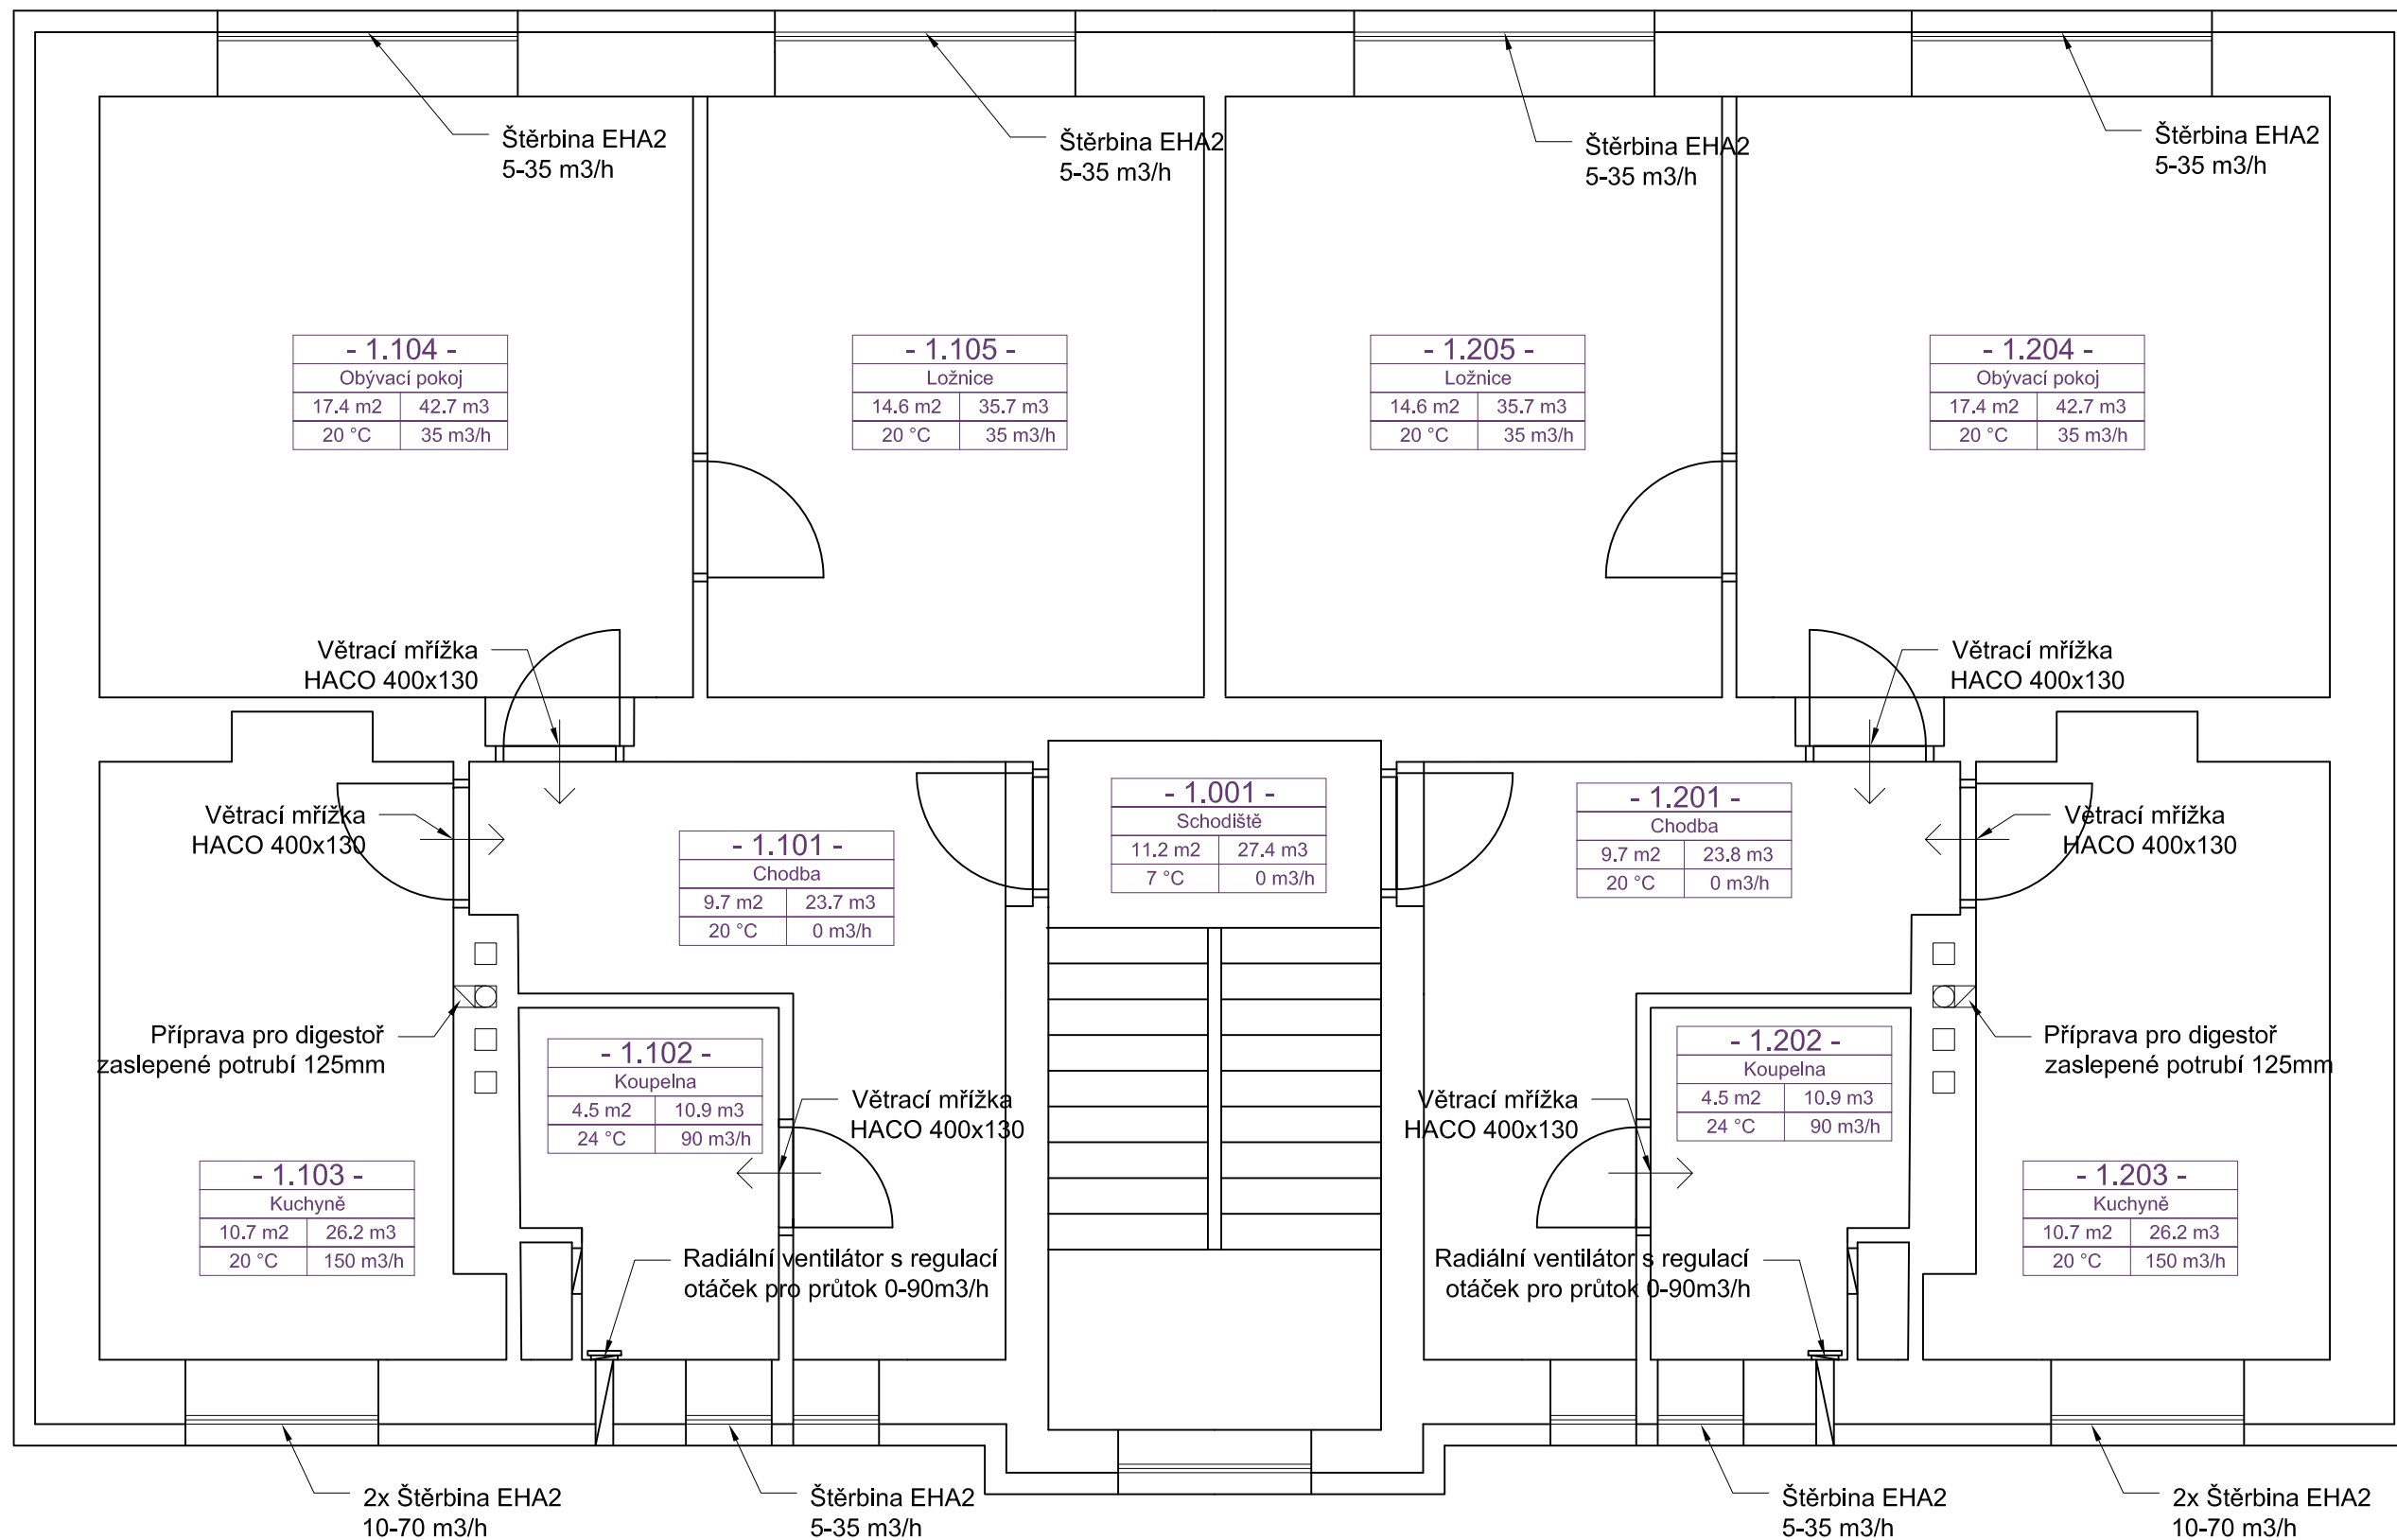 Štěrbina EHA2
5-35 m3/h
Štěrbina EHA2
5-35 m3/h
Štěrbina EHA2
5-35 m3/h
Štěrbina EHA2
5-35 m3/h
- 1.104 -
Obývací pokoj
17.4 m2 42.7 m3
20 °C 35 m3/h
- 1.105 -
Ložnice
14.6 m2 35.7 m3
20 °C 35 m3/h
- 1.205 -
Ložnice
14.6 m2 35.7 m3
20 °C 35 m3/h
- 1.204 -
Obývací pokoj
17.4 m2 42.7 m3
20 °C 35 m3/h
Větrací mřížka
HACO 400x130
Větrací mřížka
HACO 400x130
Větrací mřížka
HACO 400x130
- 1.101 -
Chodba
9.7 m2 23.7 m3
20 °C 0 m3/h
- 1.001 -
Schodiště
11.2 m2 27.4 m3
7 °C 0 m3/h
- 1.201 -
Chodba
9.7 m2 23.8 m3
20 °C 0 m3/h
Větrací mřížka
HACO 400x130
Příprava pro digestoř
zaslepené potrubí 125mm
- 1.102 -
Koupelna
4.5 m2 10.9 m3
24 °C 90 m3/h
Větrací mřížka
HACO 400x130
Větrací mřížka
HACO 400x130
- 1.202 -
Koupelna
4.5 m2 10.9 m3
24 °C 90 m3/h
Příprava pro digestoř
zaslepené potrubí 125mm
- 1.103 -
Kuchyně
10.7 m2 26.2 m3
20 °C 150 m3/h
Radiální ventilátor s regulací
otáček pro průtok 0-90m3/h
Radiální ventilátor s regulací
otáček pro průtok 0-90m3/h
- 1.203 -
Kuchyně
10.7 m2 26.2 m3
20 °C 150 m3/h
2x Štěrbina EHA2
10-70 m3/h
Štěrbina EHA2
5-35 m3/h
Štěrbina EHA2
5-35 m3/h
2x Štěrbina EHA2
10-70 m3/h